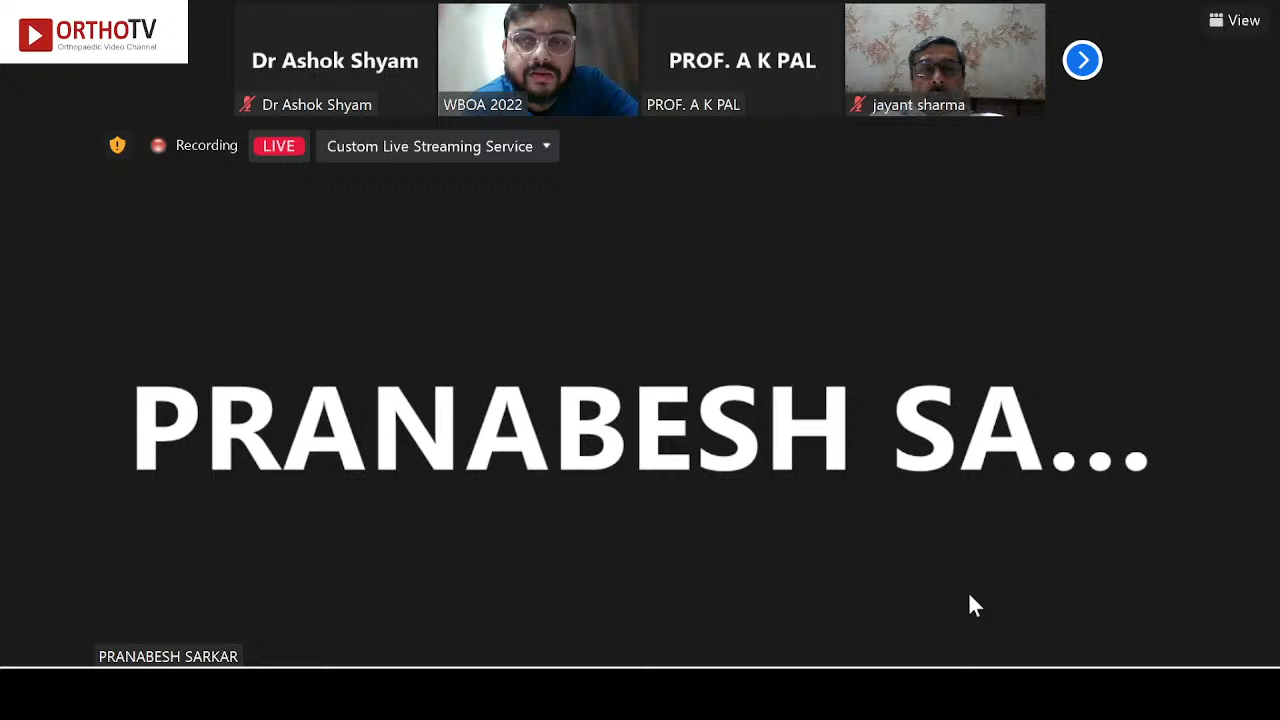 ORTHOTV
Orthopaedic Video Channel
Dr Ashok Shyam
Dr Ashok Shyam
WBOA 2022
PROF. A K PAL
PROF. A K PAL
jayant sharma
View
Recording
LIVE
Custom Live Streaming Service
PRANABESH SA...
PRANABESH SARKAR